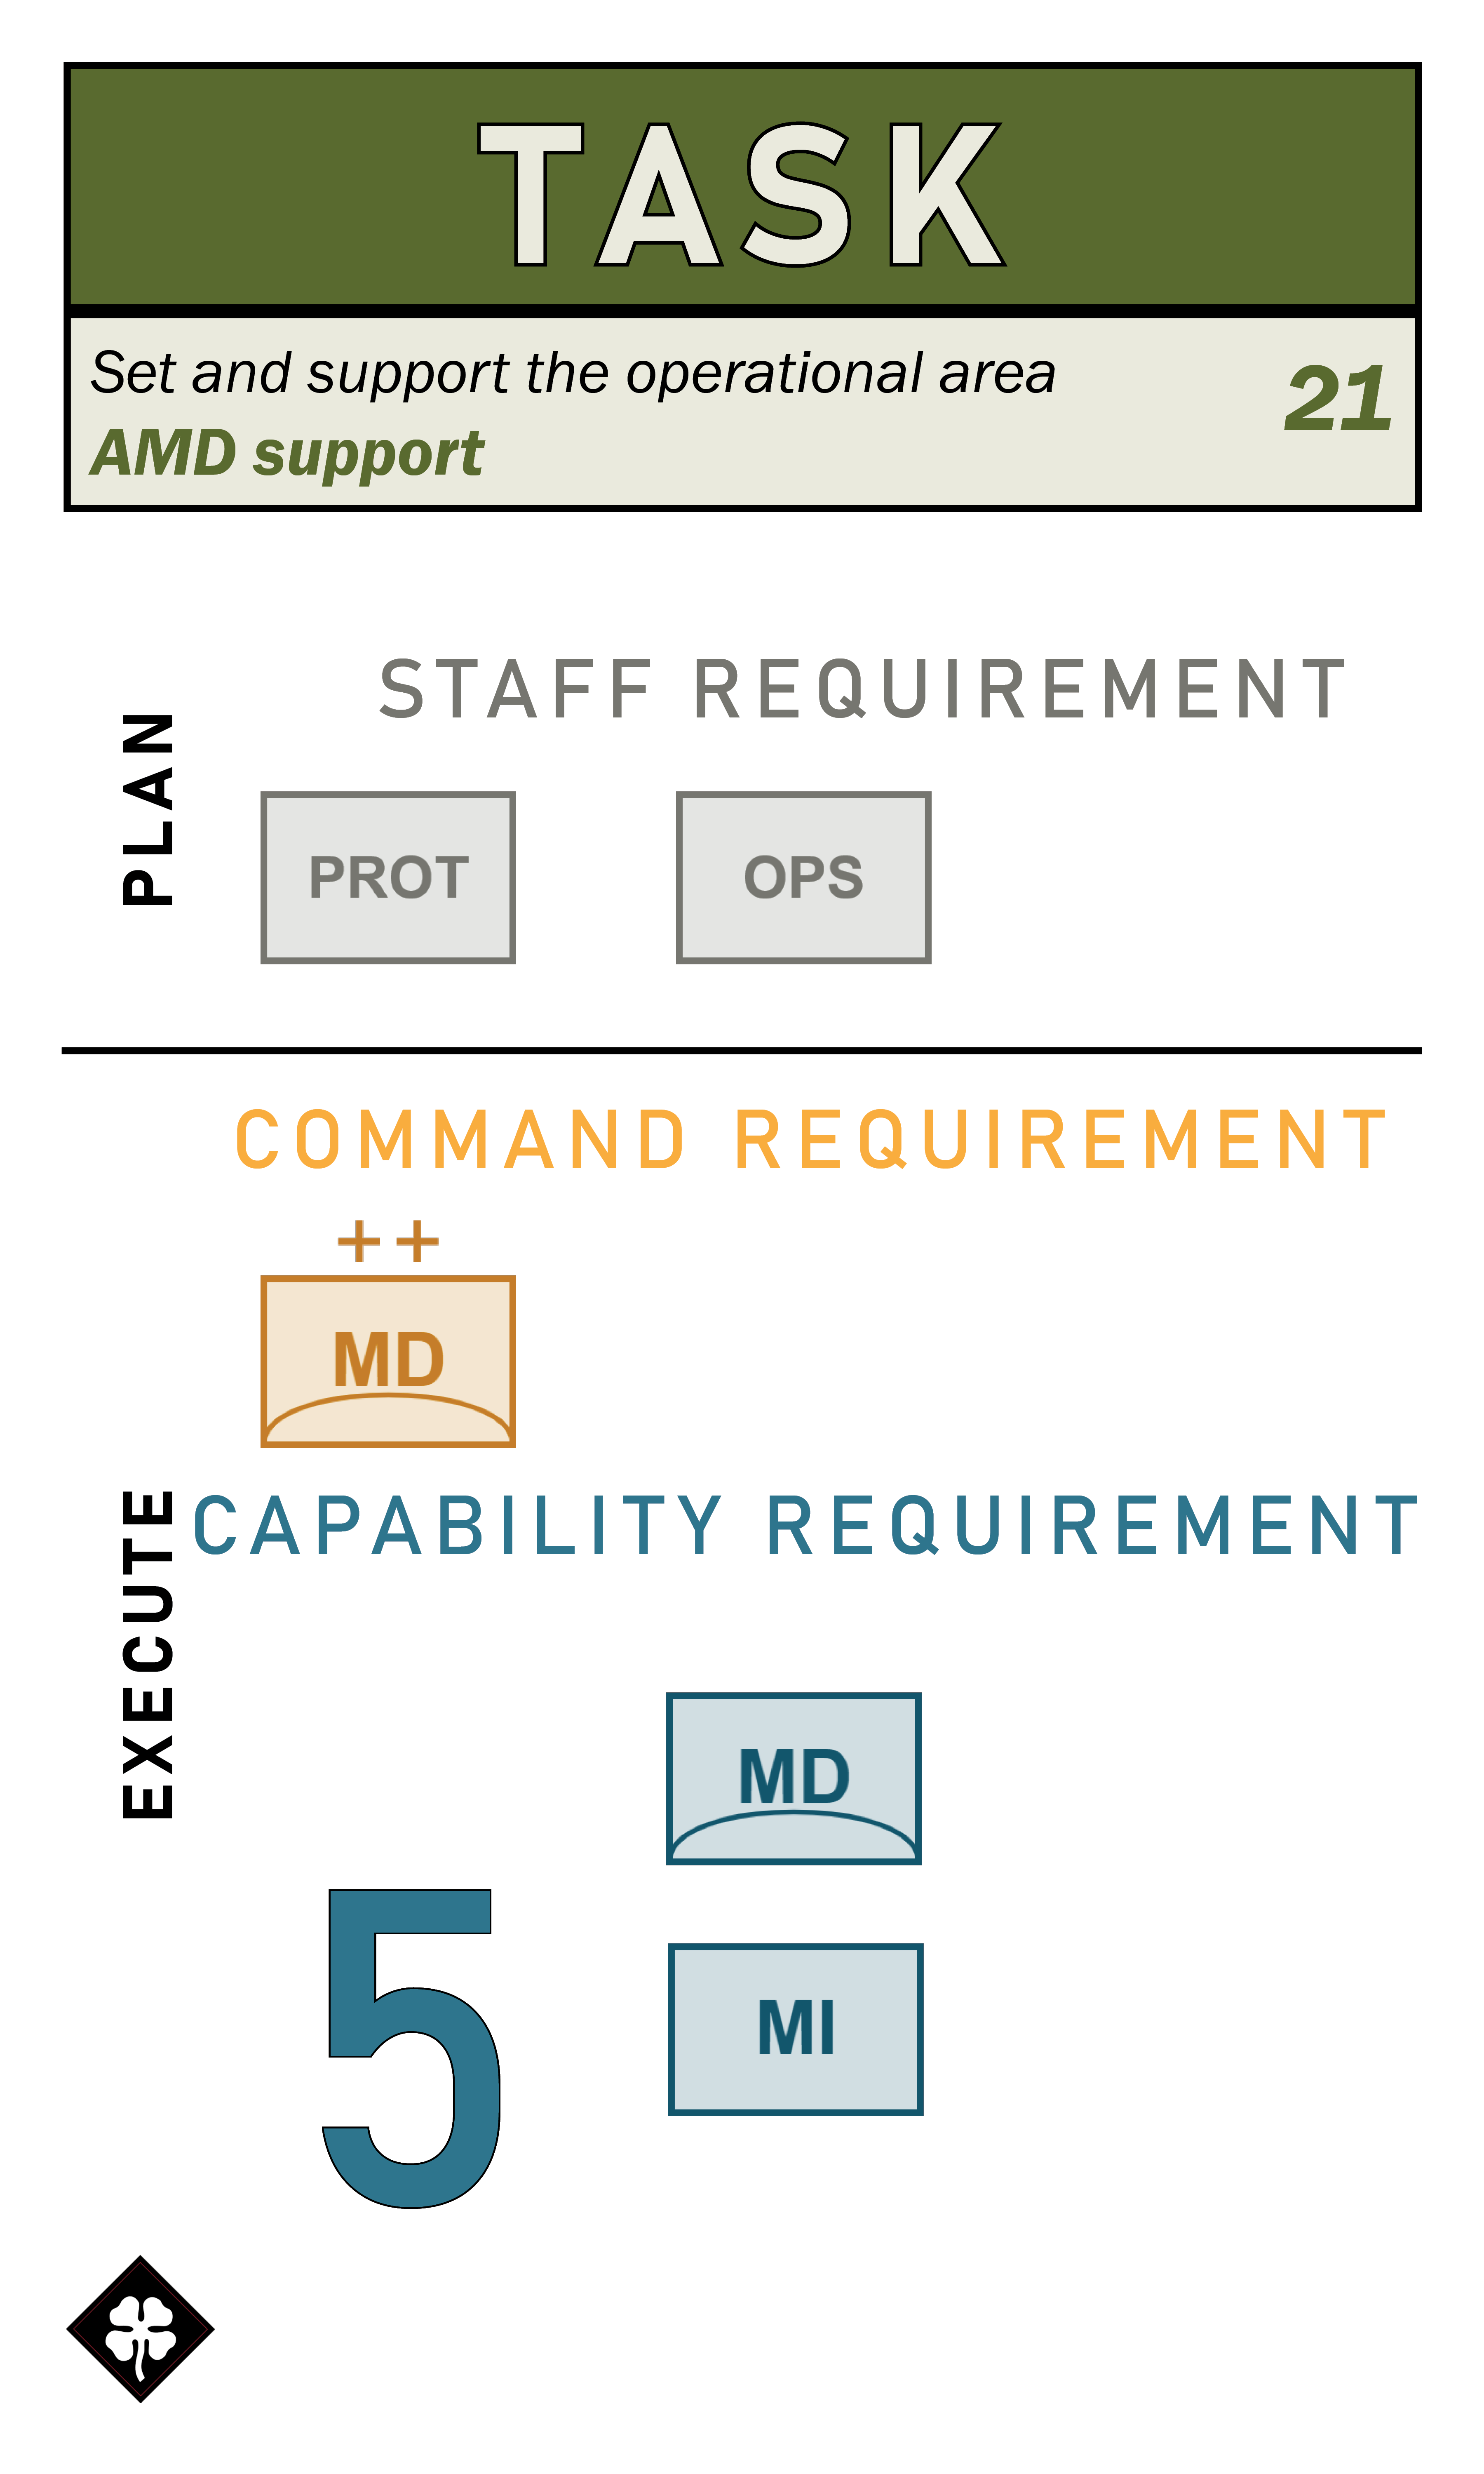 TASK
Set and support the operational area
AMD support
21
PLAN
STAFF REQUIREMENT
PROT
OPS
EXECUTE
COMMAND REQUIREMENT
++
MD
CAPABILITY REQUIREMENT
5
MD
MI